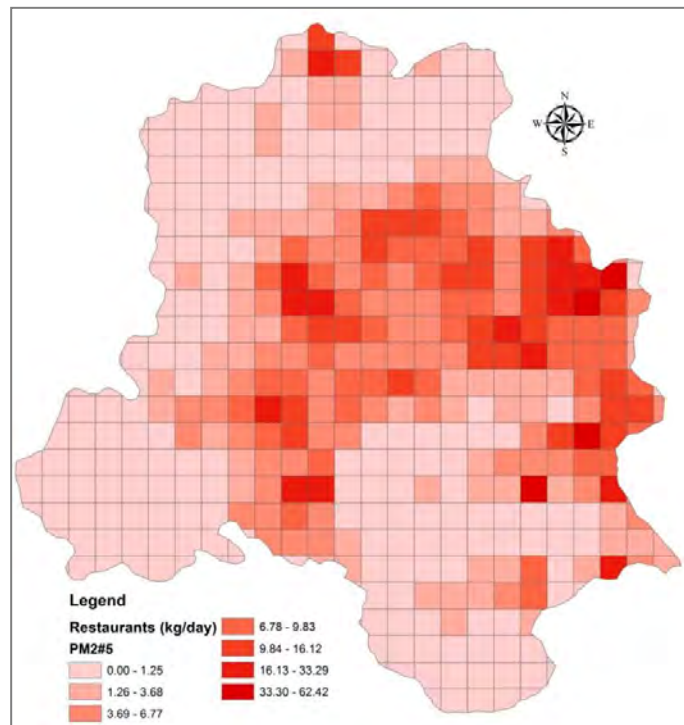 N
W E
S
Legend
Restaurants (kg/day)
PM2#5
0.00 - 1.25
1.26 - 3.68
3.69 - 6.77
6.78 - 9.83
9.84 - 16.12
16.13 - 33.29
33.30 - 62.42